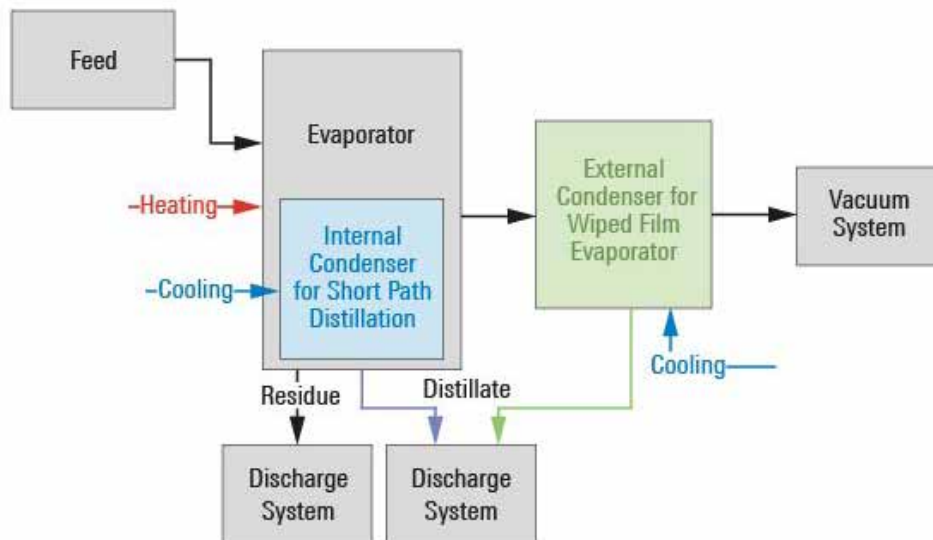 Feed
Evaporator
Heating
Internal
Condenser
for Short Path
Distillation
Cooling
External
Condenser for
Wiped Film
Evaporator
Vacuum
System
Cooling
Residue
Distillate
Discharge
System
Discharge
System